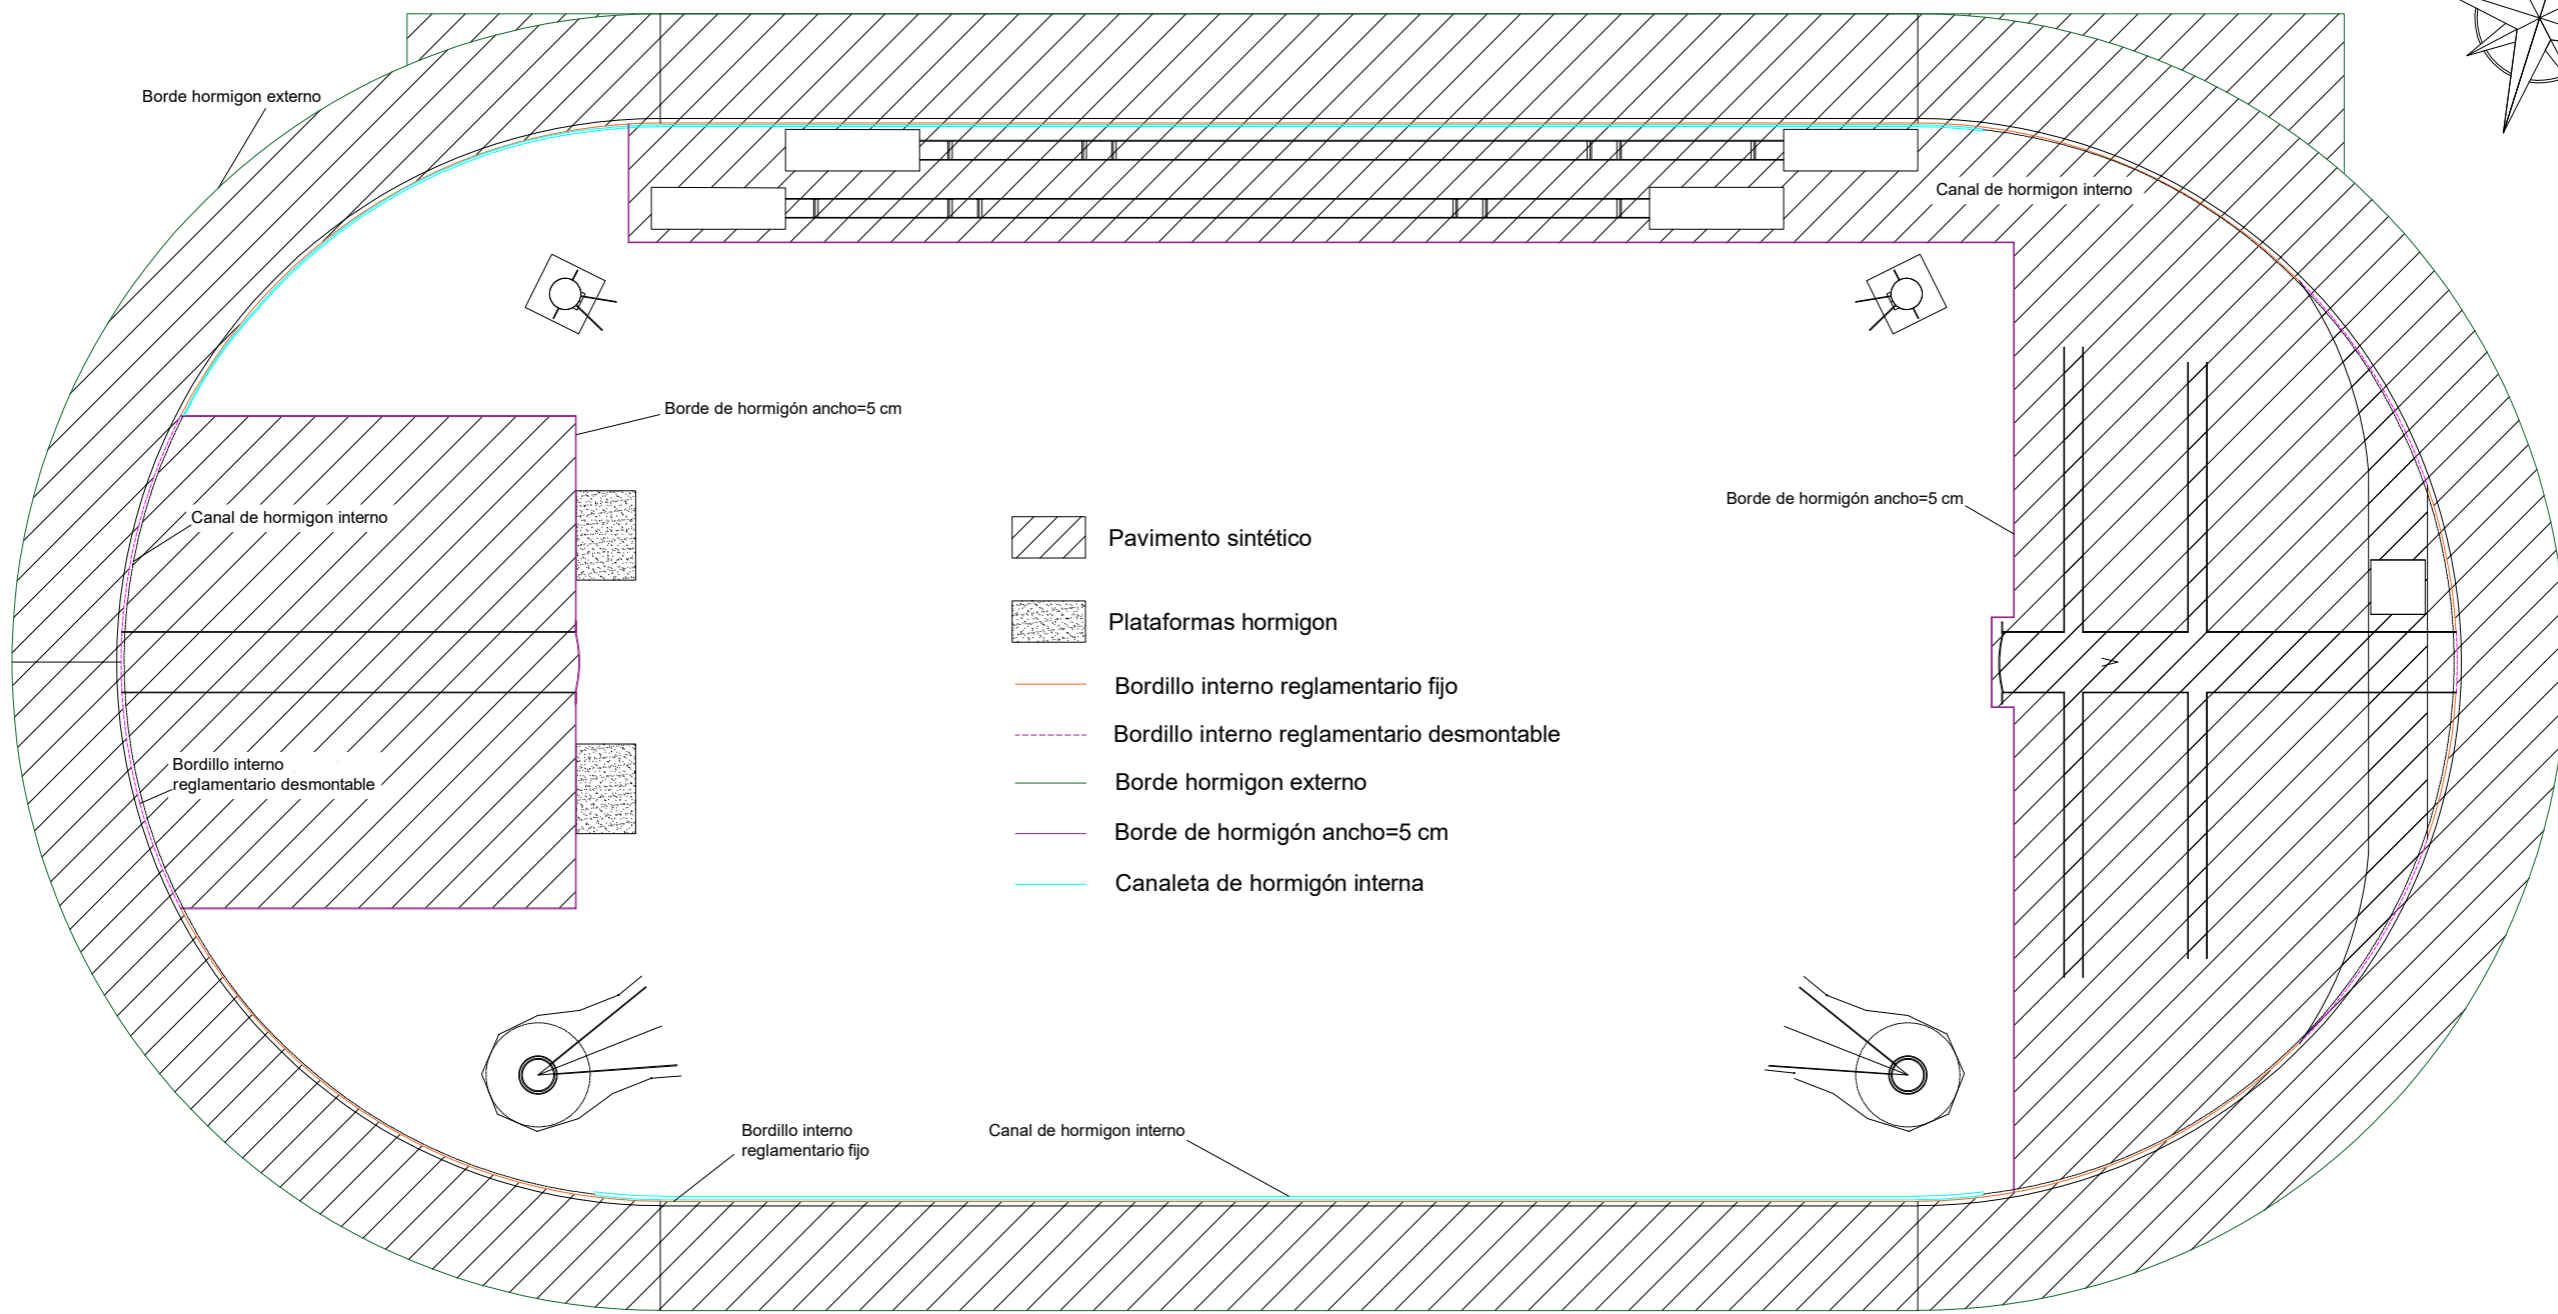 Borde hormigon externo
Canal de hormigon interno
Borde de hormigón ancho=5 cm
Borde de hormigón ancho=5 cm
Canal de hormigon interno
Pavimento sintético
Plataformas hormigon
Bordillo interno reglamentario fijo
Bordillo interno reglamentario desmontable
Bordillo interno
reglamentario desmontable
Borde hormigon externo
Borde de hormigón ancho=5 cm
Canaleta de hormigón interna
Bordillo interno
reglamentario fijo
Canal de hormigon interno